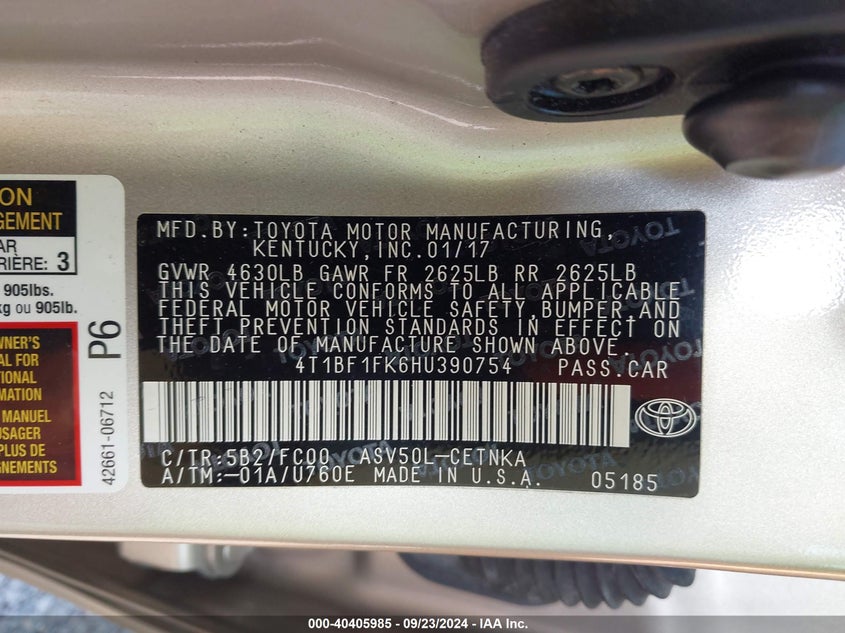 ON
GEMENT
AR
RIÈRE: 3
905lbs.
kg ou 905lb.
WNER'S
AL FOR
TIONAL
MATION
MANUEL
USAGER
PLUS DE
GNEMENTS
P6
42661-06712
MFD.BY:TOYOTA MOTOR MANUFACTURING,
KENTUCKY,INC.01/17
GVWR 4630LB GAWR FR 2625LB RR 2625LB
THIS VEHICLE CONFORMS TO ALL APPLICABLE
FEDERAL MOTOR VEHICLE SAFETY,BUMPER,AND
THEFT PREVENTION STANDARDS IN EFFECT ON
THE DATE OF MANUFACTURE SHOWN ABOVE.
4T1BF1FK6HU390754 PASS.CAR
C/TR:5B2/FC00 ASV50L-CETNKA
A/TM:-01A/U760E MADE IN U.S.A. 05185
000-40405985 - 09/23/2024 - IAA Inc.